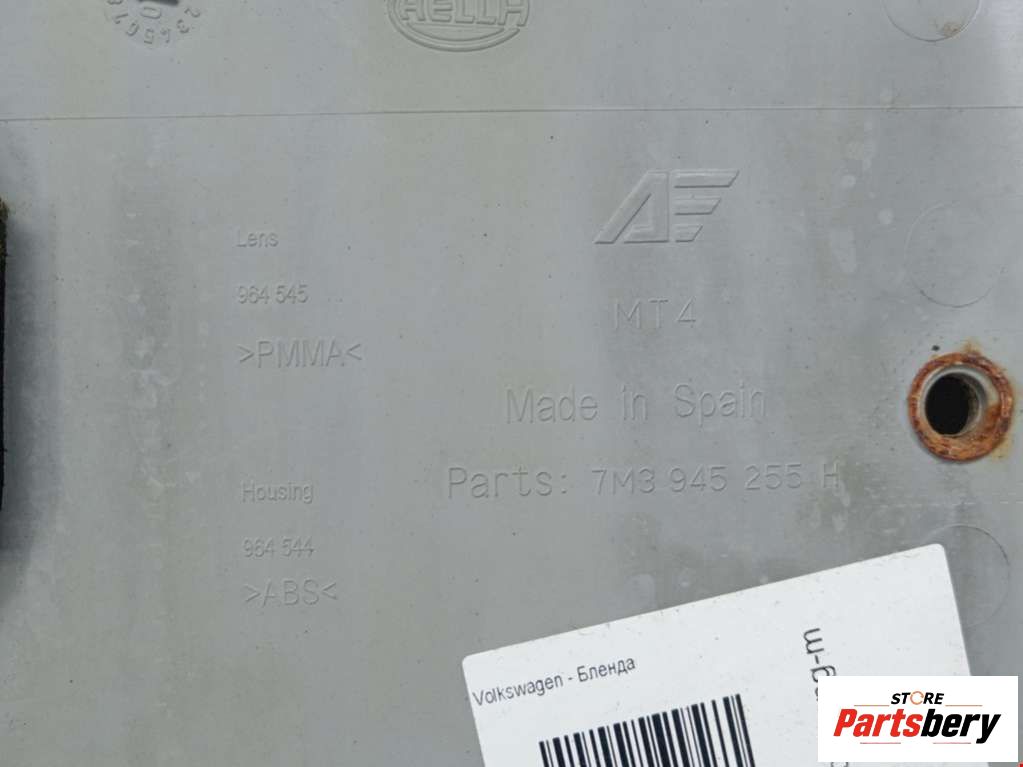 HELLA
Lens
964 545
>PMMA<
MT4
Made in Spain
Parts: 7M3 945 255 H
Housing
964 544
>ABS<
Volkswagen - Бленда
STORE
Partsbery